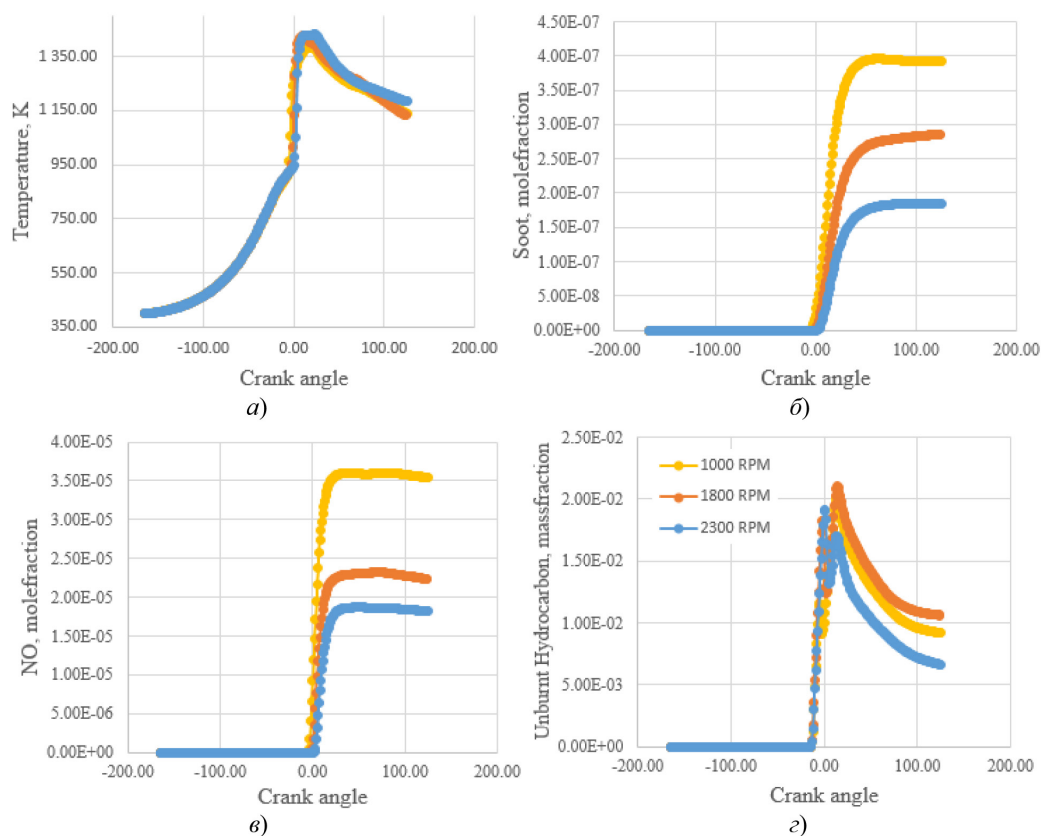 Temperature, K
1 350.00
1150.00
950.00
750.00
550.00
350.00
-200.00 -100.00 0.00 100.00 200.00
Crank angle
а)
Soot, molefraction
4.50E-07
4.00E-07
3.50E-07
3.00E-07
2.50E-07
2.00E-07
1.50E-07
1.00E-07
5.00E-08
0.00E+00
-200.00 -100.00 0.00 100.00 200.00
Crank angle
б)
NO, molefraction
4.00E-05
3.50E-05
3.00E-05
2.50E-05
2.00E-05
1.50E-05
1.00E-05
5.00E-06
0.00E+00
-200.00 -100.00 0.00 100.00 200.00
Crank angle
в)
Unburnt Hydrocarbon, massfraction
2.50E-02
2.00E-02
1.50E-02
1.00E-02
5.00E-03
0.00E+00
1000 RPM
1800 RPM
2300 RPM
-200.00 -100.00 0.00 100.00 200.00
Crank angle
г)